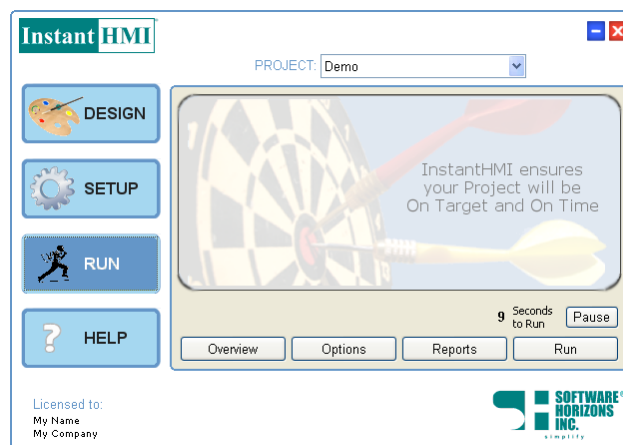 Instant HMI
PROJECT: Demo
DESIGN
SETUP
RUN
HELP
InstantHMI ensures
your Project will be
On Target and On Time
9 Seconds
to Run
Pause
Overview Options Reports Run
Licensed to:
My Name
My Company
SOFTWARE®
HORIZONS
INC.
simplify